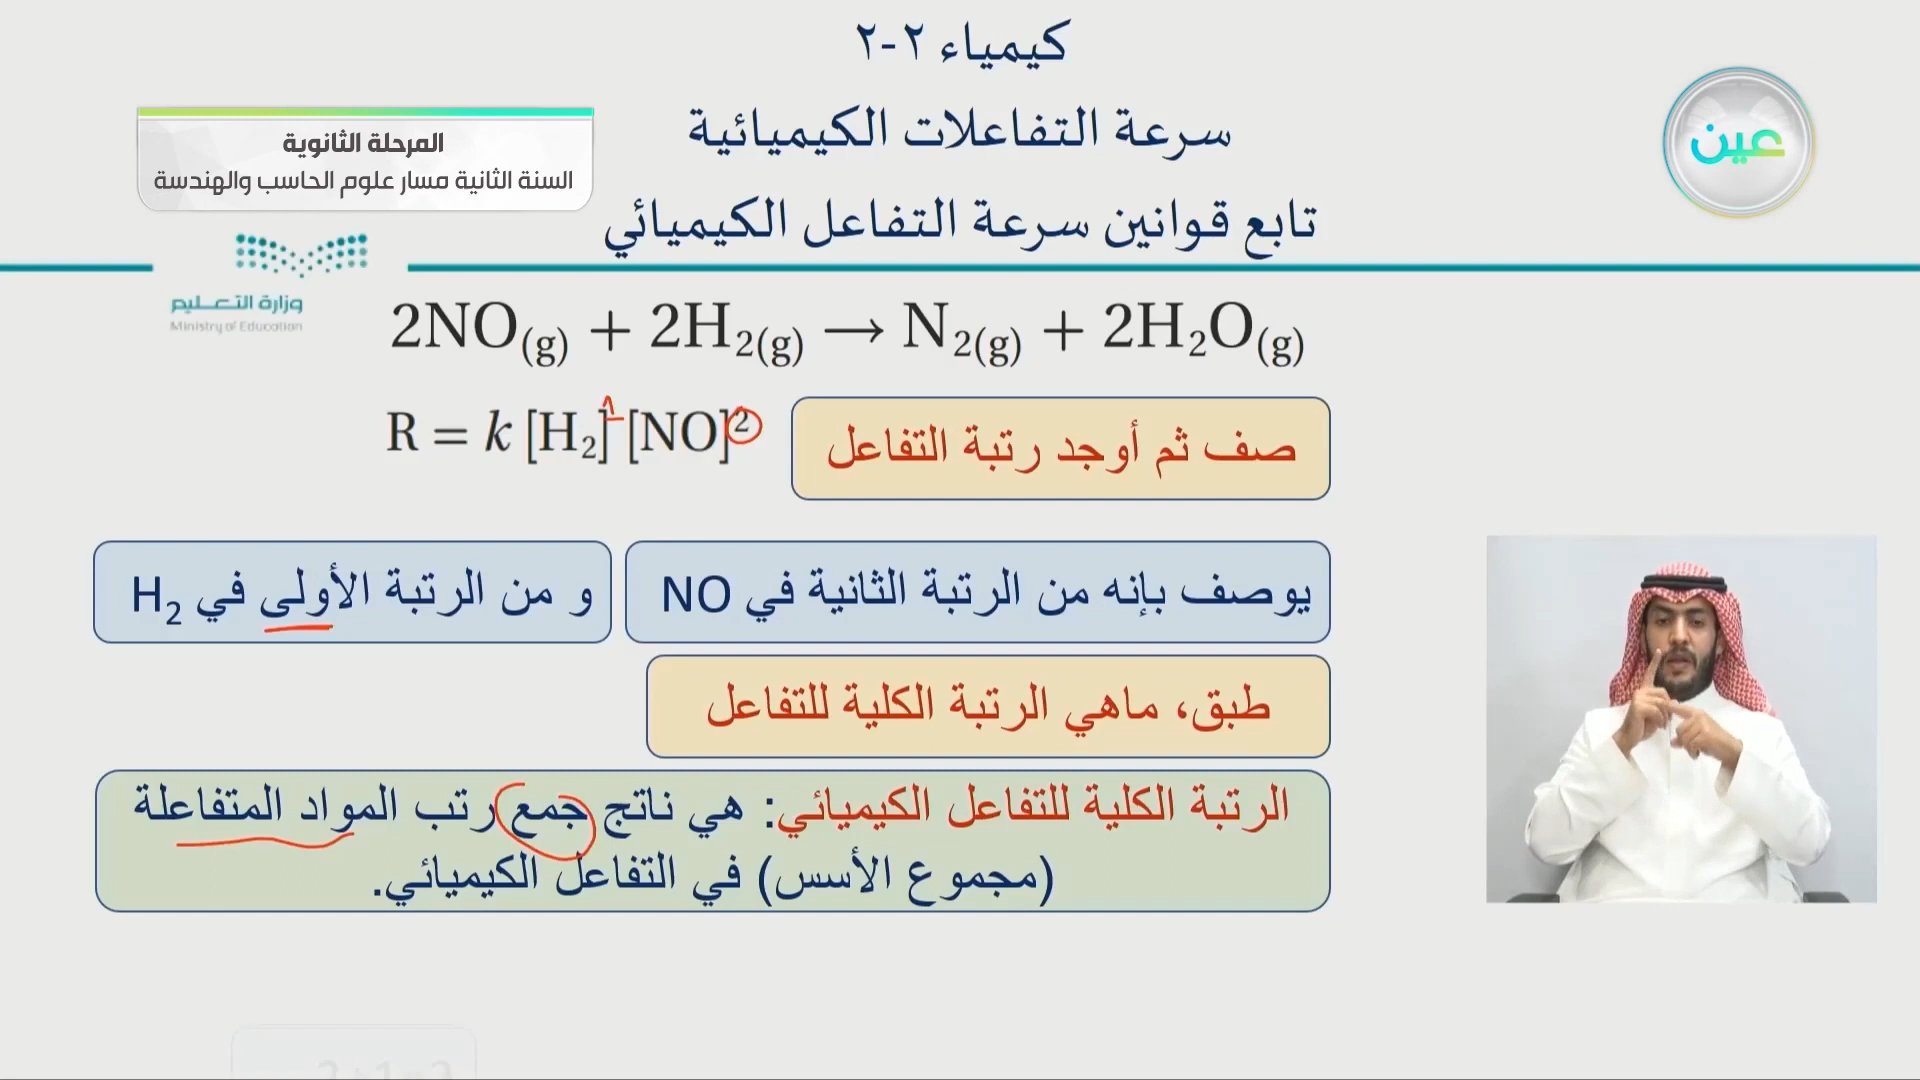 كيمياء ٢-٢
سرعة التفاعلات الكيميائية
تابع قوانين سرعة التفاعل الكيميائي
المرحلة الثانوية
السنة الثانية مسار علوم الحاسب والهندسة
عين
وزارة التعليم
Ministry of Education
2NO(g) + 2H2(g) → N2(g) + 2H2O(g)
R = k [H2]¹ [NO]²
صف ثم أوجد رتبة التفاعل
يوصف بإنه من الرتبة الثانية في NO
و من الرتبة الأولى في H2
طبق، ماهي الرتبة الكلية للتفاعل
الرتبة الكلية للتفاعل الكيميائي: هي ناتج جمع رتب المواد المتفاعلة
(مجموع الأسس) في التفاعل الكيميائي.